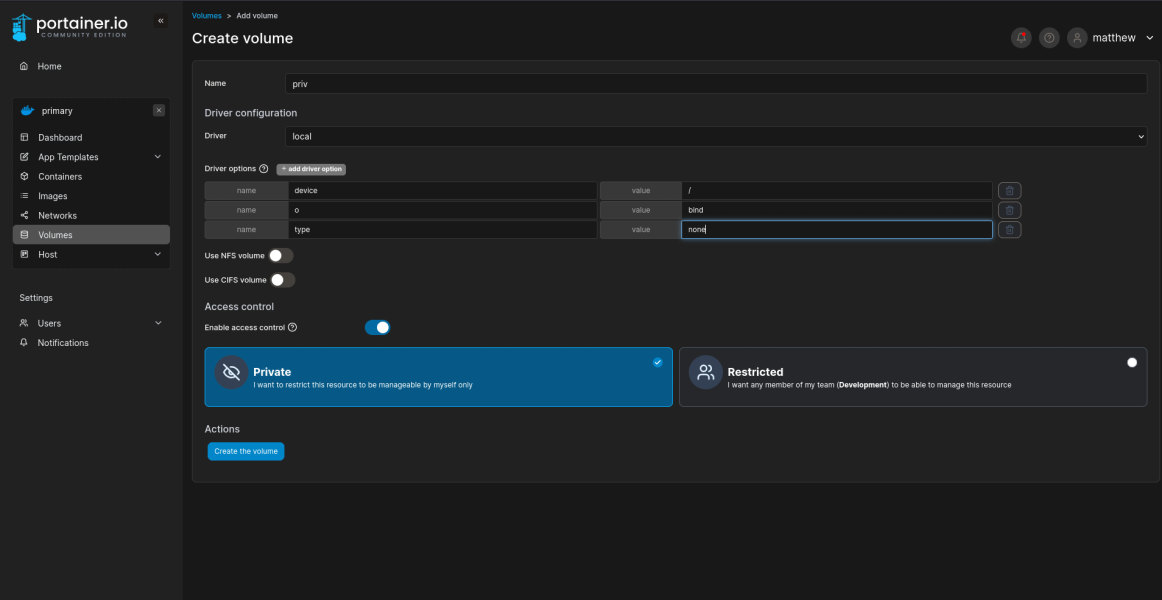 portainer.io
COMMUNITY EDITION
«
Home
primary
Dashboard
App Templates
Containers
Images
Networks
Volumes
Host
Settings
Users
Notifications
Volumes > Add volume
Create volume
matthew
Name priv
Driver configuration
Driver local
Driver options + add driver option
name device value /
name o value bind
name type value none
Use NFS volume
Use CIFS volume
Access control
Enable access control
Private
I want to restrict this resource to be manageable by myself only
Restricted
I want any member of my team (Development) to be able to manage this resource
Actions
Create the volume